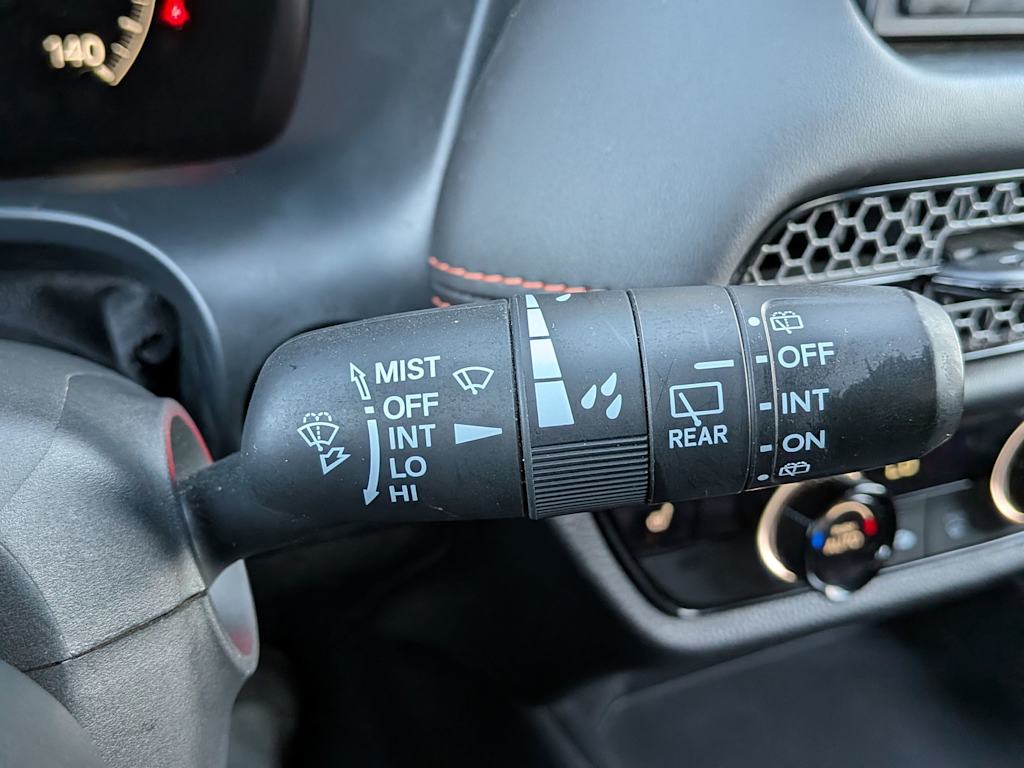 140
MIST
OFF
INT
LO
HI
REAR
OFF
INT
ON
AUTO